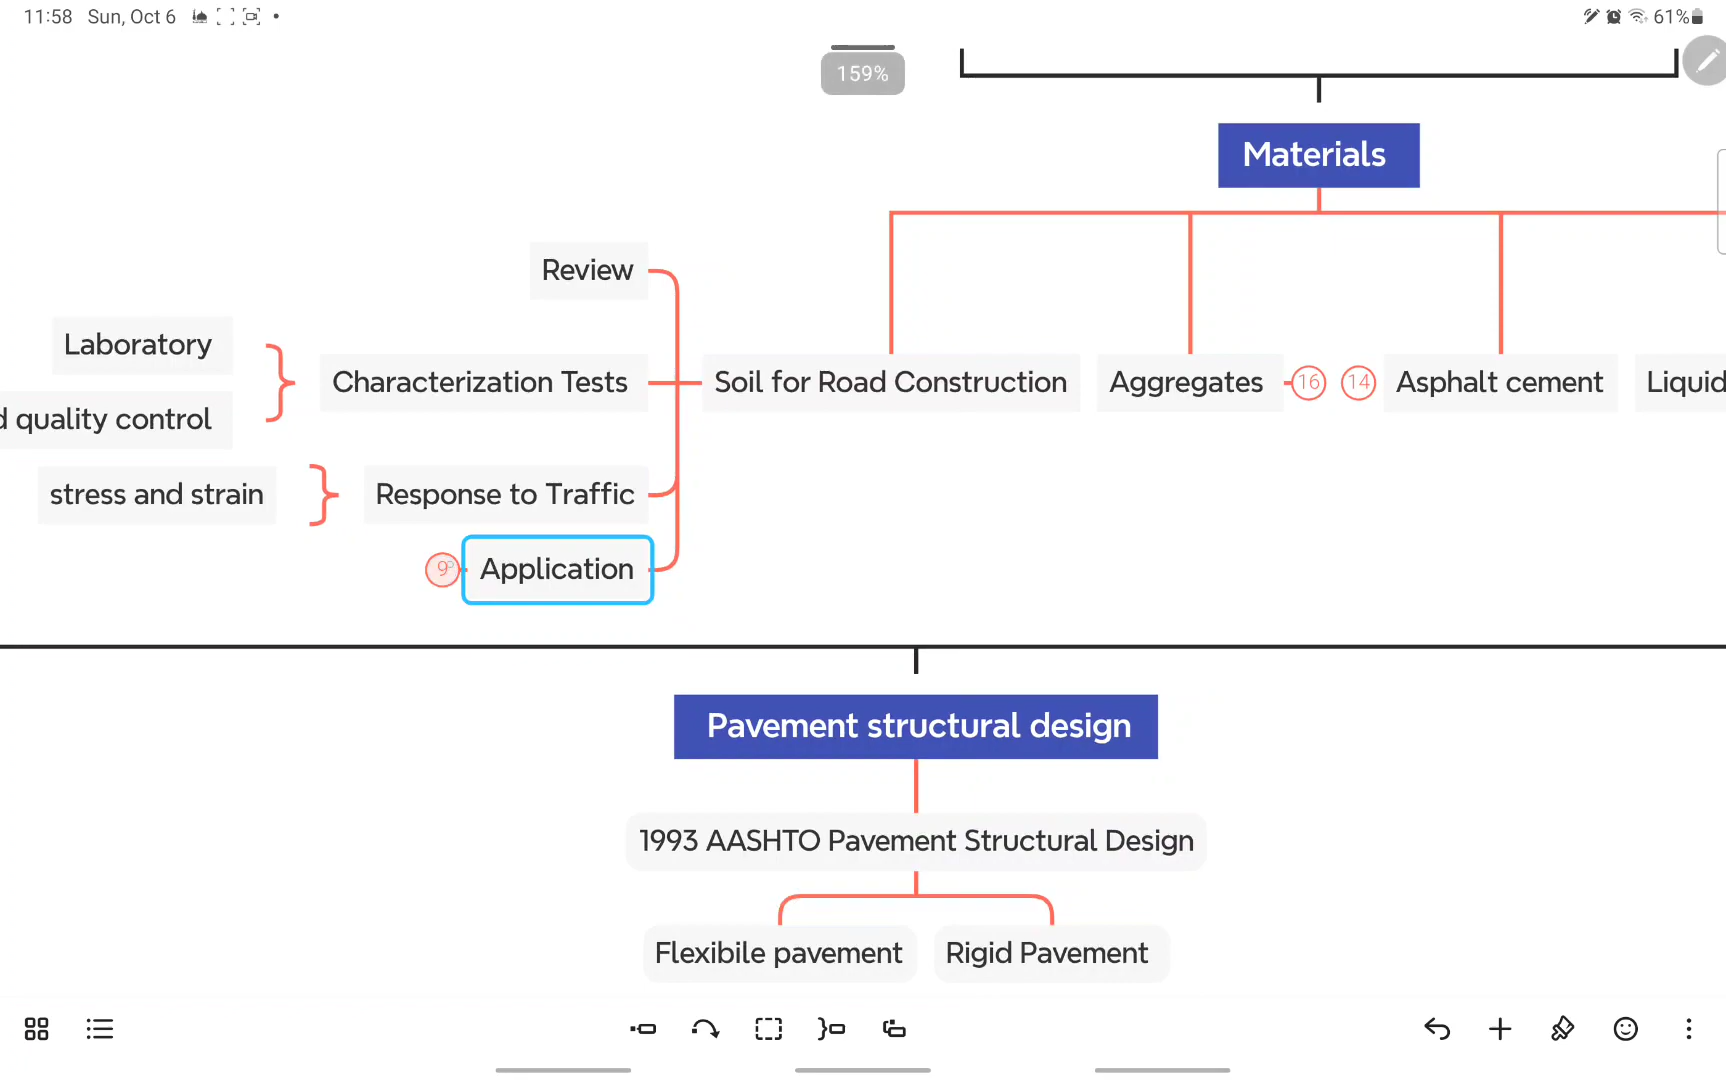 11:58 Sun, Oct 6
61%
159%
Materials
Review
Laboratory
Characterization Tests
Soil for Road Construction
Aggregates
16
14
Asphalt cement
Liquid
quality control
stress and strain
Response to Traffic
9
Application
Pavement structural design
1993 AASHTO Pavement Structural Design
Flexibile pavement
Rigid Pavement